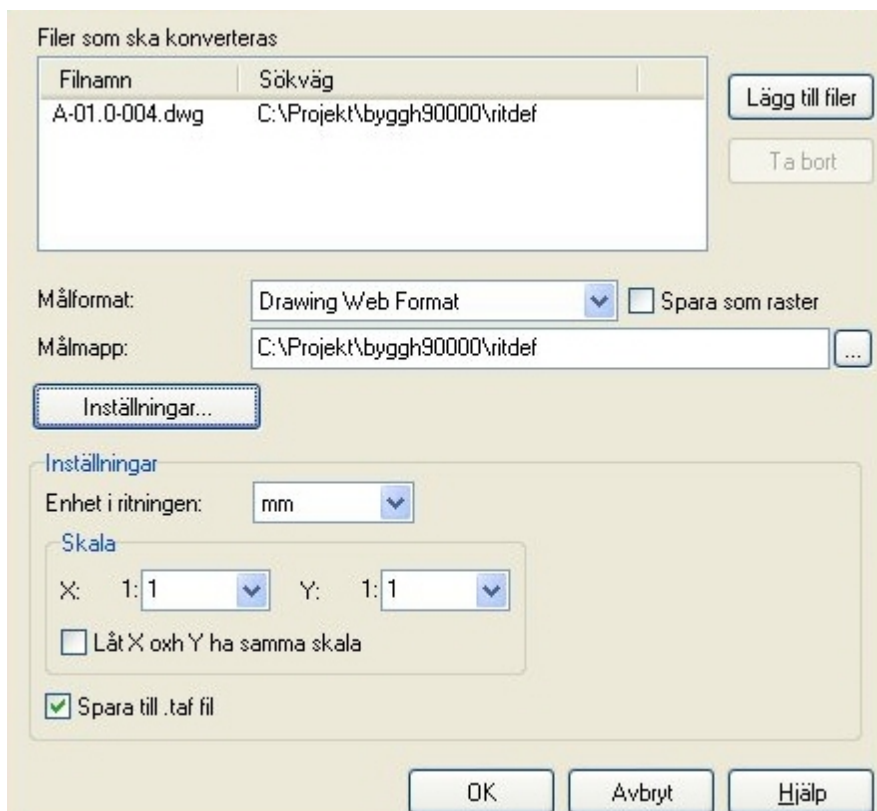 Filer som ska konverteras
Filnamn Sökväg
A-01.0-004.dwg C:\Projekt\byggh90000\ritdef
Lägg till filer
Ta bort
Målformat: Drawing Web Format Spara som raster
Målmapp: C:\Projekt\byggh90000\ritdef ...
Inställningar...
Inställningar
Enhet i ritningen: mm
Skala
X: 1: 1 Y: 1: 1
Låt X oxh Y ha samma skala
Spara till .taf fil
OK Avbryt Hjälp